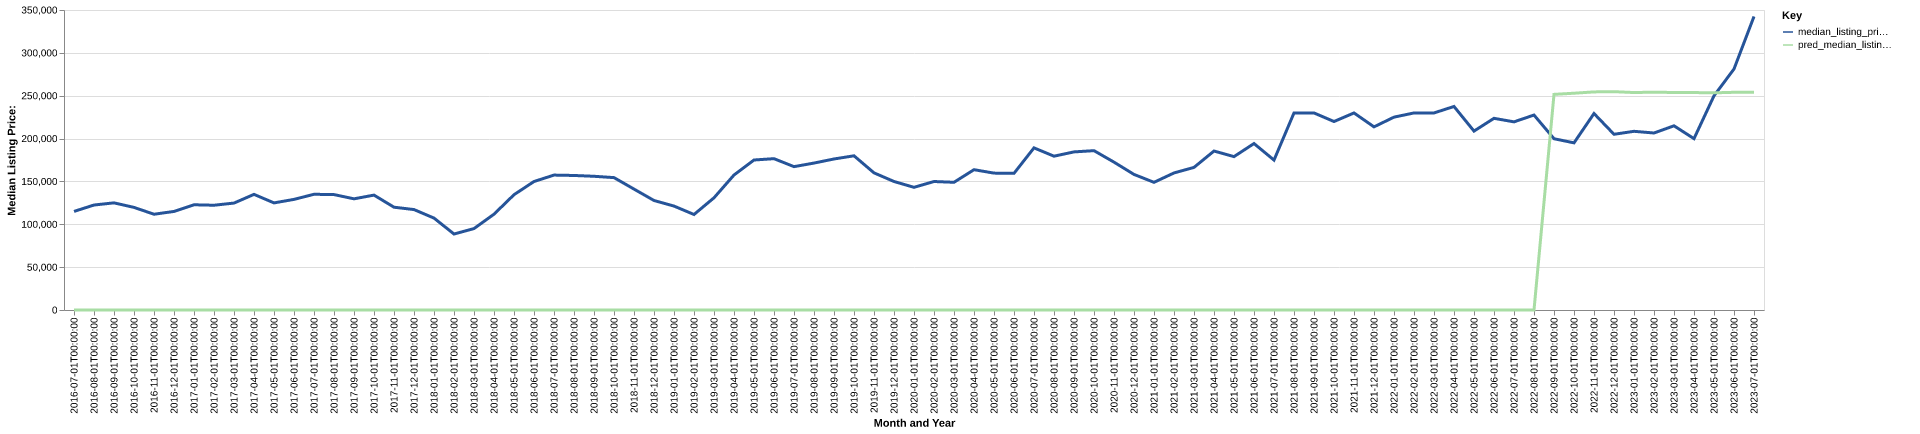 350,000
300,000
250,000
200,000
150,000
100,000
50,000
0
Median Listing Price:
2016-07-01T00:00:00
2016-08-01T00:00:00
2016-09-01T00:00:00
2016-10-01T00:00:00
2016-11-01T00:00:00
2016-12-01T00:00:00
2017-01-01T00:00:00
2017-02-01T00:00:00
2017-03-01T00:00:00
2017-04-01T00:00:00
2017-05-01T00:00:00
2017-06-01T00:00:00
2017-07-01T00:00:00
2017-08-01T00:00:00
2017-09-01T00:00:00
2017-10-01T00:00:00
2017-11-01T00:00:00
2017-12-01T00:00:00
2018-01-01T00:00:00
2018-02-01T00:00:00
2018-03-01T00:00:00
2018-04-01T00:00:00
2018-05-01T00:00:00
2018-06-01T00:00:00
2018-07-01T00:00:00
2018-08-01T00:00:00
2018-09-01T00:00:00
2018-10-01T00:00:00
2018-11-01T00:00:00
2018-12-01T00:00:00
2019-01-01T00:00:00
2019-02-01T00:00:00
2019-03-01T00:00:00
2019-04-01T00:00:00
2019-05-01T00:00:00
2019-06-01T00:00:00
2019-07-01T00:00:00
2019-08-01T00:00:00
2019-09-01T00:00:00
2019-10-01T00:00:00
2019-11-01T00:00:00
2019-12-01T00:00:00
2020-01-01T00:00:00
2020-02-01T00:00:00
2020-03-01T00:00:00
2020-04-01T00:00:00
2020-05-01T00:00:00
2020-06-01T00:00:00
2020-07-01T00:00:00
2020-08-01T00:00:00
2020-09-01T00:00:00
2020-10-01T00:00:00
2020-11-01T00:00:00
2020-12-01T00:00:00
2021-01-01T00:00:00
2021-02-01T00:00:00
2021-03-01T00:00:00
2021-04-01T00:00:00
2021-05-01T00:00:00
2021-06-01T00:00:00
2021-07-01T00:00:00
2021-08-01T00:00:00
2021-09-01T00:00:00
2021-10-01T00:00:00
2021-11-01T00:00:00
2021-12-01T00:00:00
2022-01-01T00:00:00
2022-02-01T00:00:00
2022-03-01T00:00:00
2022-04-01T00:00:00
2022-05-01T00:00:00
2022-06-01T00:00:00
2022-07-01T00:00:00
2022-08-01T00:00:00
2022-09-01T00:00:00
2022-10-01T00:00:00
2022-11-01T00:00:00
2022-12-01T00:00:00
2023-01-01T00:00:00
2023-02-01T00:00:00
2023-03-01T00:00:00
2023-04-01T00:00:00
2023-05-01T00:00:00
2023-06-01T00:00:00
2023-07-01T00:00:00
Month and Year
Key
median_listing_pri…
pred_median_listin…